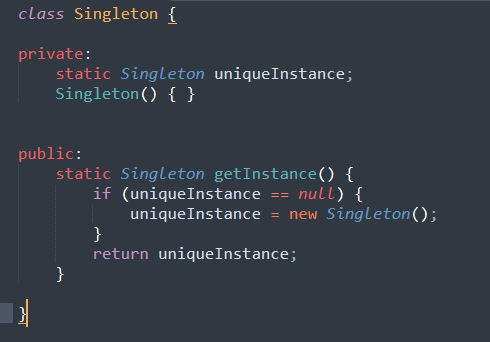 class Singleton {
private:
static Singleton uniqueInstance;
Singleton() { }
public:
static Singleton getInstance() {
if (uniqueInstance == null) {
uniqueInstance = new Singleton();
}
return uniqueInstance;
}
}